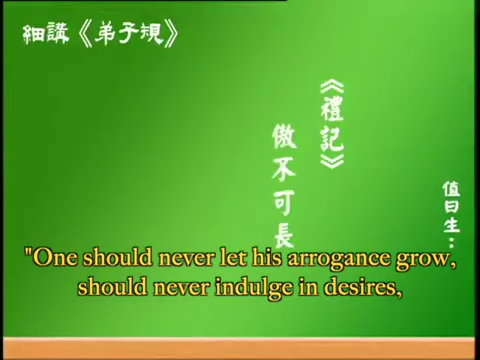 細講《弟子規》
《禮記》
傲不可長
值日生：
"One should never let his arrogance grow,
should never indulge in desires,